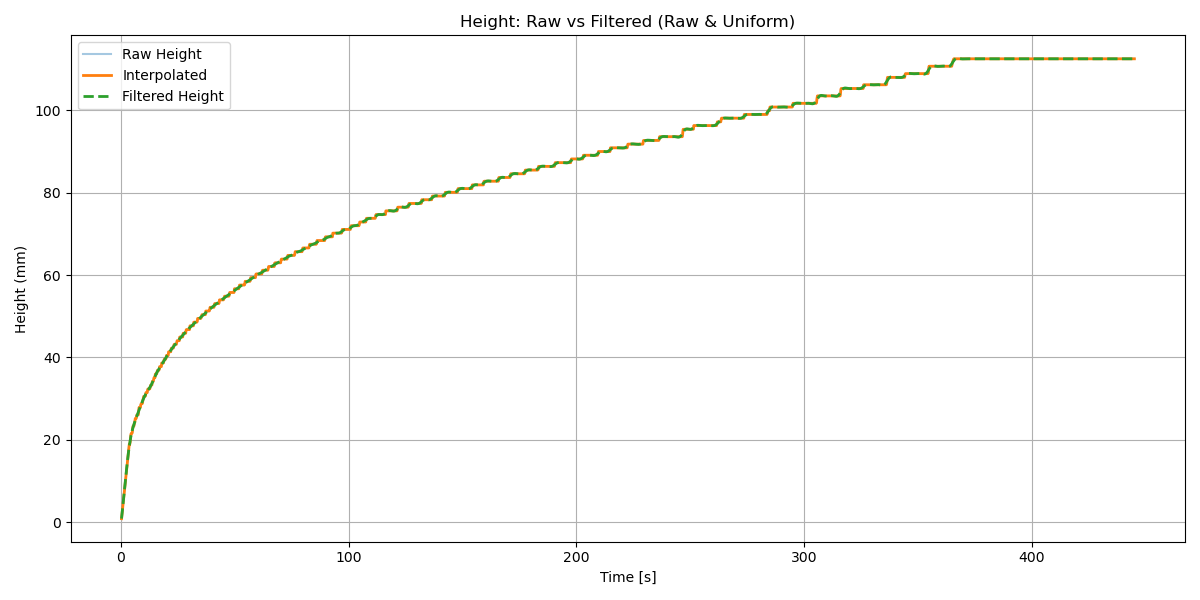 Height: Raw vs Filtered (Raw & Uniform)
Raw Height
Interpolated
Filtered Height
Height (mm)
100
80
60
40
20
0
0 100 200 300 400
Time [s]